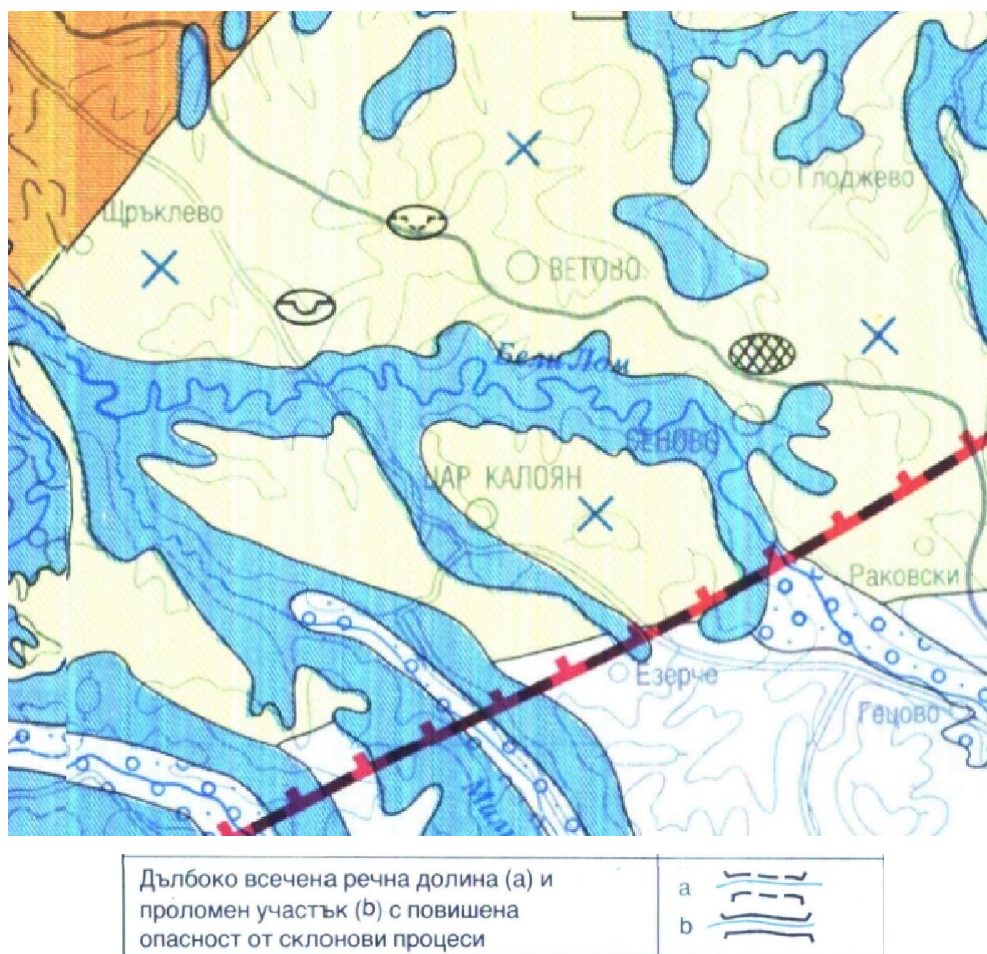 Глоджево
Щръклево
ВЕТОВО
Бели Лом
СЕНОВО
ЦАР КАЛОЯН
Раковски
Езерче
Гецово
Дълбоко всечена речна долина (а) и
проломен участък (b) с повишена
опасност от склонови процеси
a
b